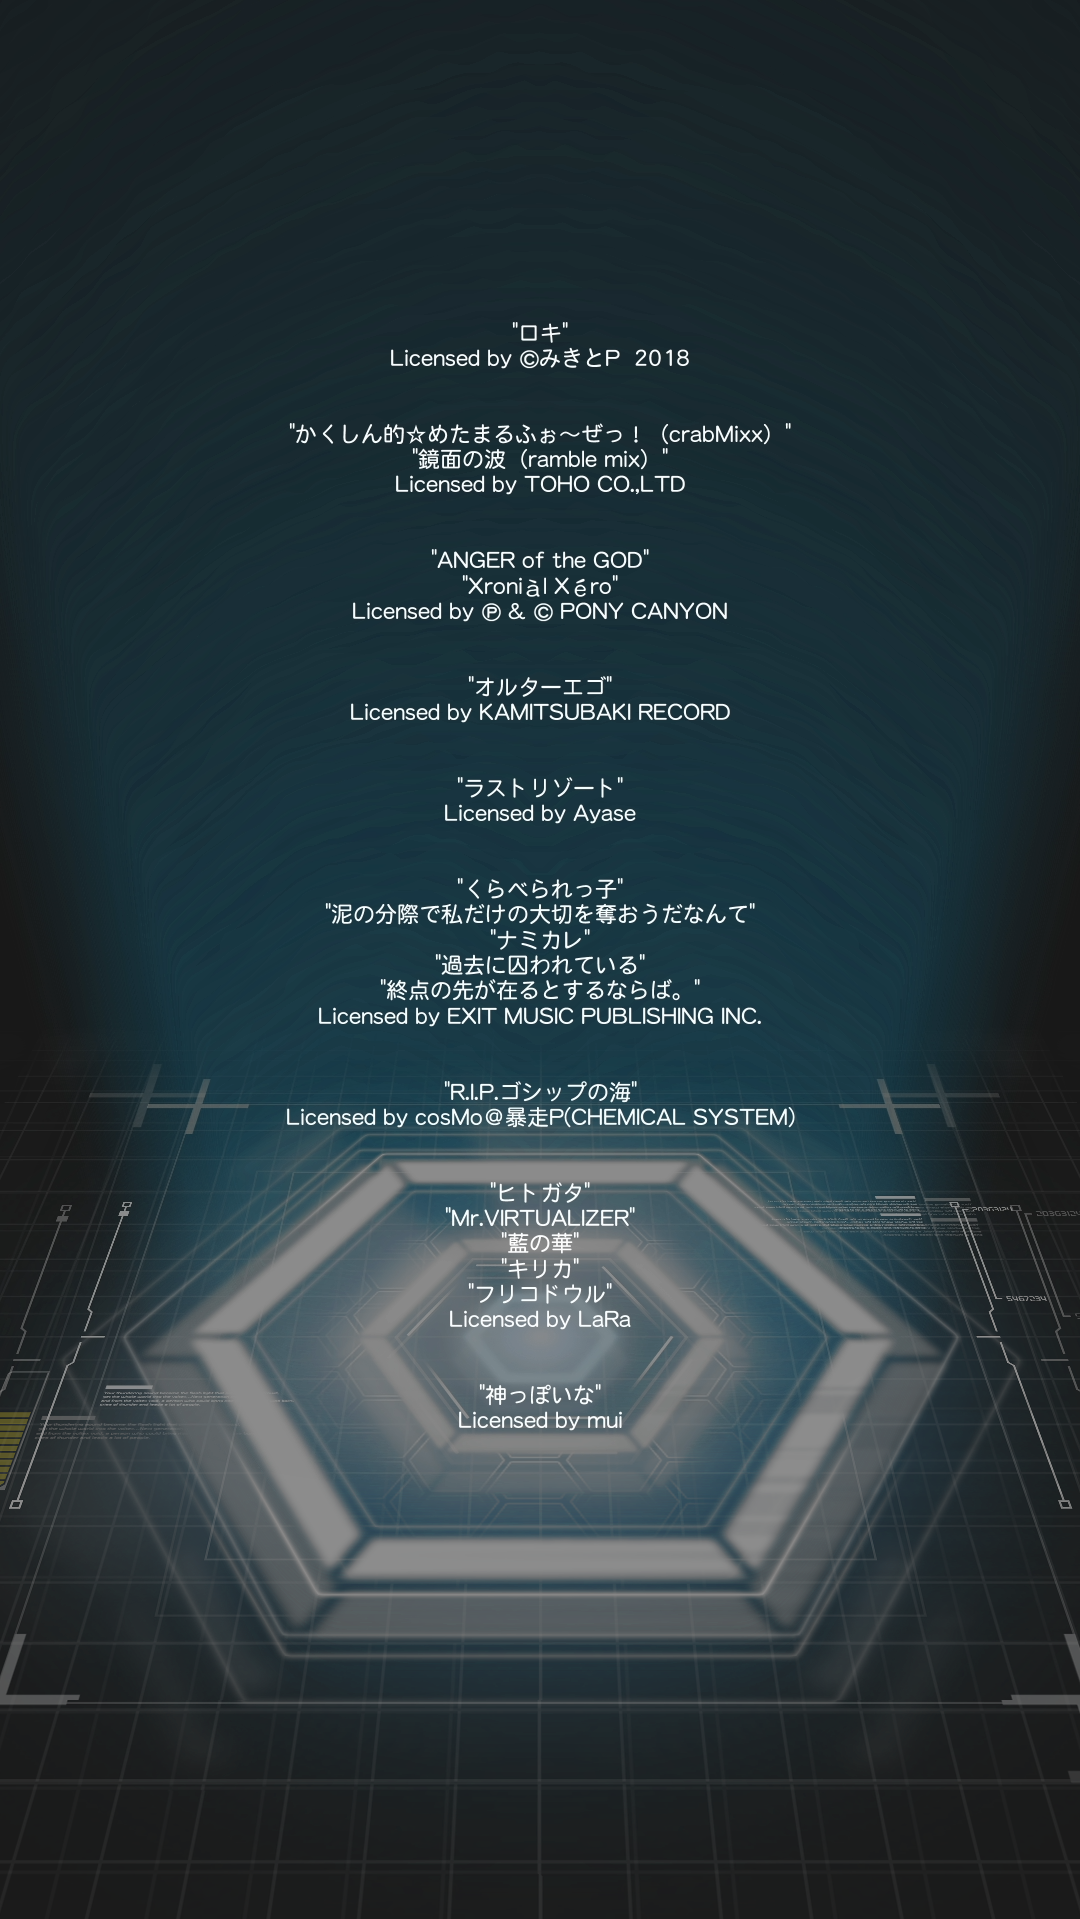 "ロキ"
Licensed by ©みきとP 2018
"かくしん的☆めたまるふぉ～ぜっ！（crabMixx）"
"鏡面の波（ramble mix）"
Licensed by TOHO CO.,LTD
"ANGER of the GOD"
"Xroniàl Xéro"
Licensed by ℗ & © PONY CANYON
"オルターエゴ"
Licensed by KAMITSUBAKI RECORD
"ラストリゾート"
Licensed by Ayase
"くらべられっ子"
"泥の分際で私だけの大切を奪おうだなんて"
"ナミカレ"
"過去に囚われている"
"終点の先が在るとするならば。"
Licensed by EXIT MUSIC PUBLISHING INC.
"R.I.P.ゴシップの海"
Licensed by cosMo＠暴走P(CHEMICAL SYSTEM)
"ヒトガタ"
"Mr.VIRTUALIZER"
"藍の華"
"キリカ"
"フリコドウル"
Licensed by LaRa
"神っぽいな"
Licensed by mui
5467234